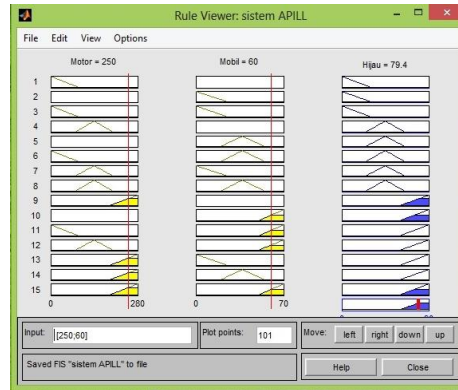 Rule Viewer: sistem APILL
File Edit View Options
Motor = 250 Mobil = 60 Hijau = 79.4
1
2
3
4
5
6
7
8
9
10
11
12
13
14
15
0 280 0 70
Input: [250;60] Plot points: 101 Move: left right down up
Saved FIS "sistem APILL" to file Help Close